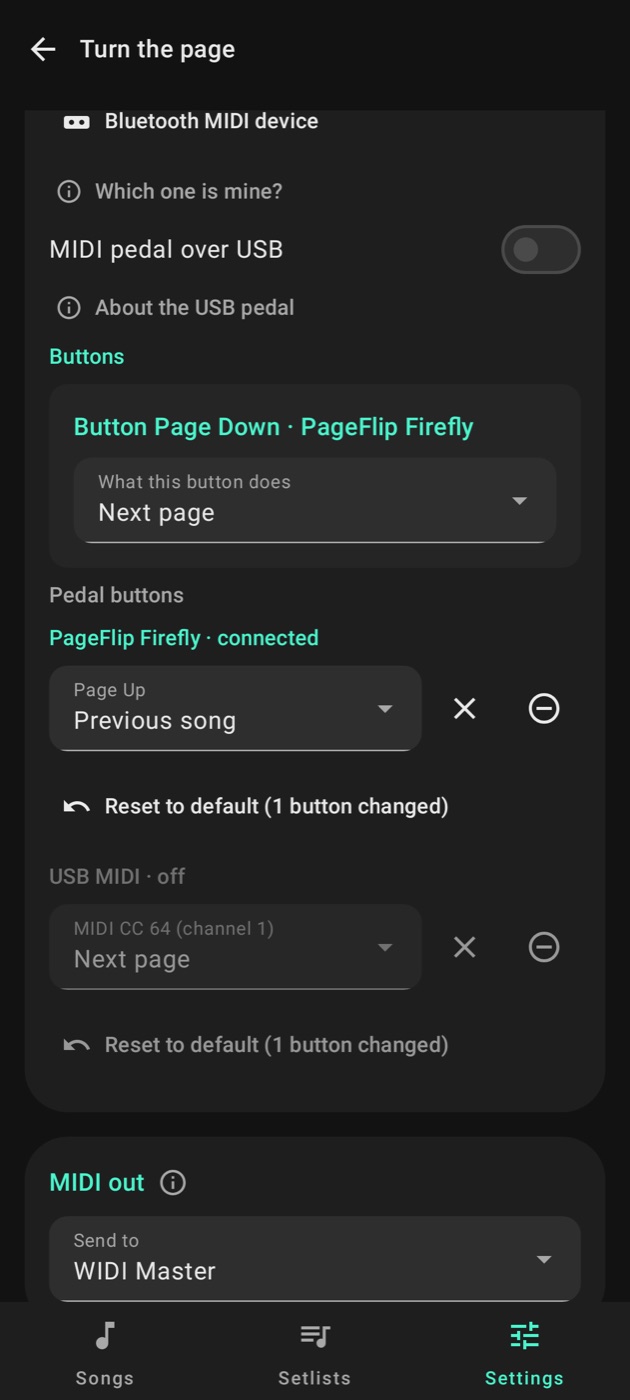 Turn the page
Bluetooth MIDI device
Which one is mine?
MIDI pedal over USB
About the USB pedal
Buttons
Button Page Down · PageFlip Firefly
What this button does
Next page
Pedal buttons
PageFlip Firefly · connected
Page Up
Previous song
Reset to default (1 button changed)
USB MIDI · off
MIDI CC 64 (channel 1)
Next page
Reset to default (1 button changed)
MIDI out
Send to
WIDI Master
Songs
Setlists
Settings